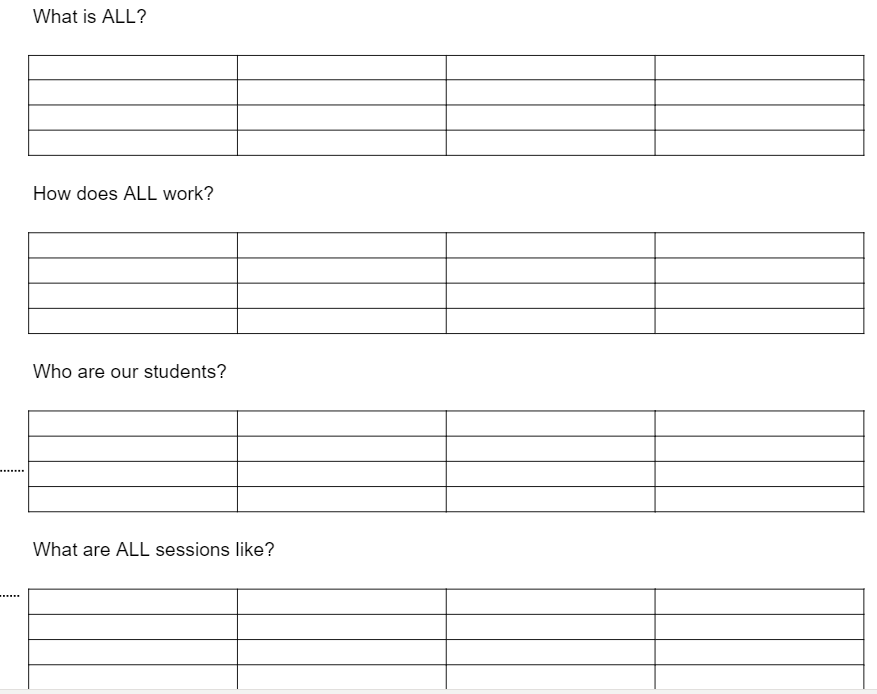 What is ALL?
How does ALL work?
Who are our students?
What are ALL sessions like?